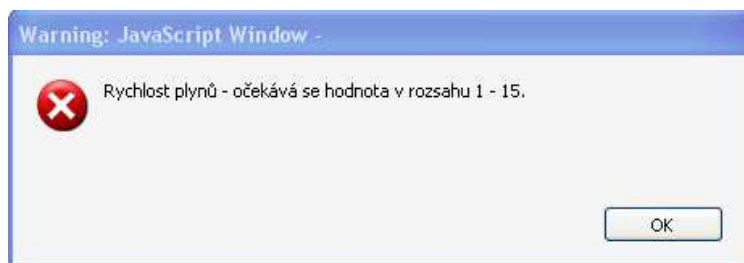 Warning: JavaScript Window -
Rychlost plynů - očekává se hodnota v rozsahu 1 - 15.
OK